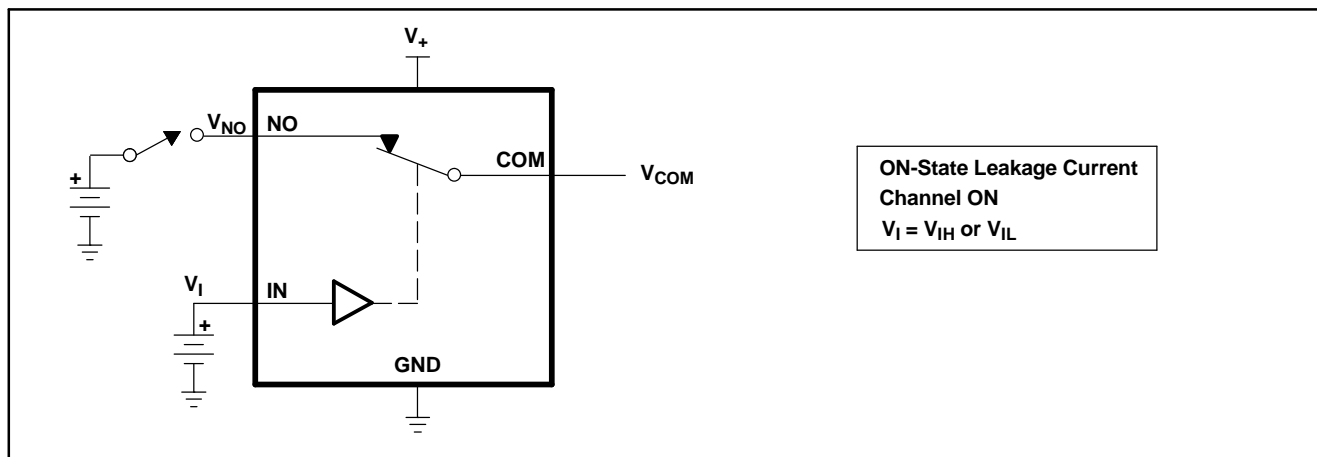 V+
VNO NO
COM
VCOM
+
VI IN
+
GND
ON-State Leakage Current
Channel ON
VI = VIH or VIL